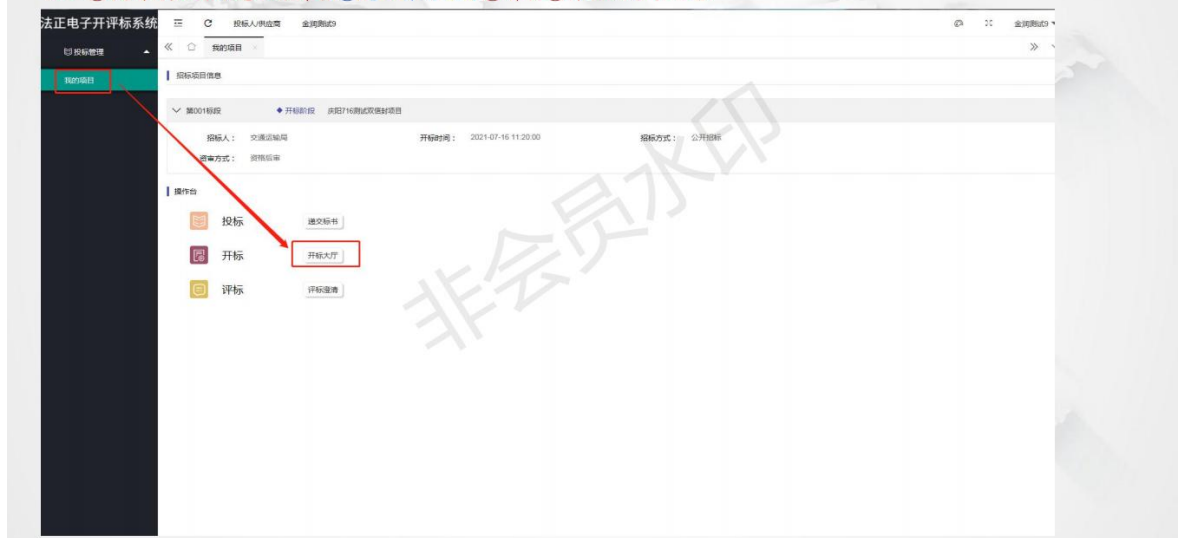 法正电子开评标系统
投标人/供应商 金润测试9
金润测试9
投标管理
我的项目
我的项目
招标项目信息
第001标段 开标阶段 庆阳716测试双信封项目
招标人： 交通运输局 开标时间： 2021-07-16 11:20:00 招标方式： 公开招标
资审方式： 资格后审
操作台
投标 递交标书
开标 开标大厅
评标 评标澄清
非会员水印